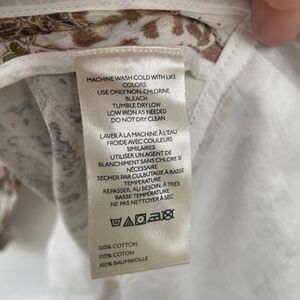 MACHINE WASH COLD WITH LIKE
COLORS
USE ONLY NON-CHLORINE
BLEACH
TUMBLE DRY LOW
LOW IRON AS NEEDED
DO NOT DRY CLEAN
LAVER À LA MACHINE À L'EAU
FROIDE AVEC COULEURS
SIMILAIRES
UTILISER UN AGENT DE
BLANCHIMENT SANS CHLORE SI
NÉCESSAIRE
SECHER PAR CULBUTAGE À BASSE
TEMPÉRATURE
REPASSER, AU BESOIN, À TRÈS
BASSE TEMPÉRATURE
NE PAS NETTOYER À SEC
100% COTTON
100% COTON
100% BAUMWOLLE